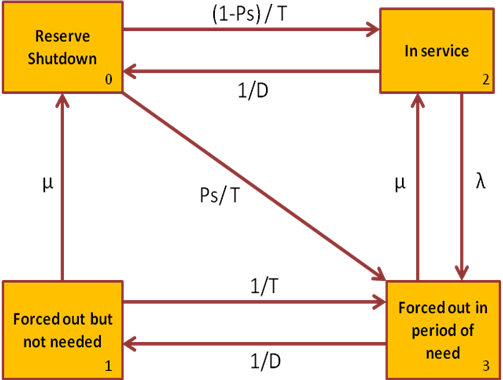 (1-Ps) / T
Reserve
Shutdown
0
In service
2
1/D
μ
Ps/ T
μ
λ
Forced out but
not needed
1
1/T
1/D
Forced out in
period of
need
3